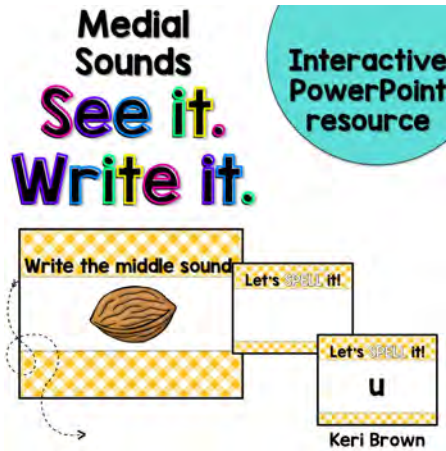 Medial
Sounds
See it.
Write it.
Interactive
PowerPoint
resource
Write the middle sound
Let's SPELL it!
Let's SPELL it!
u
Keri Brown